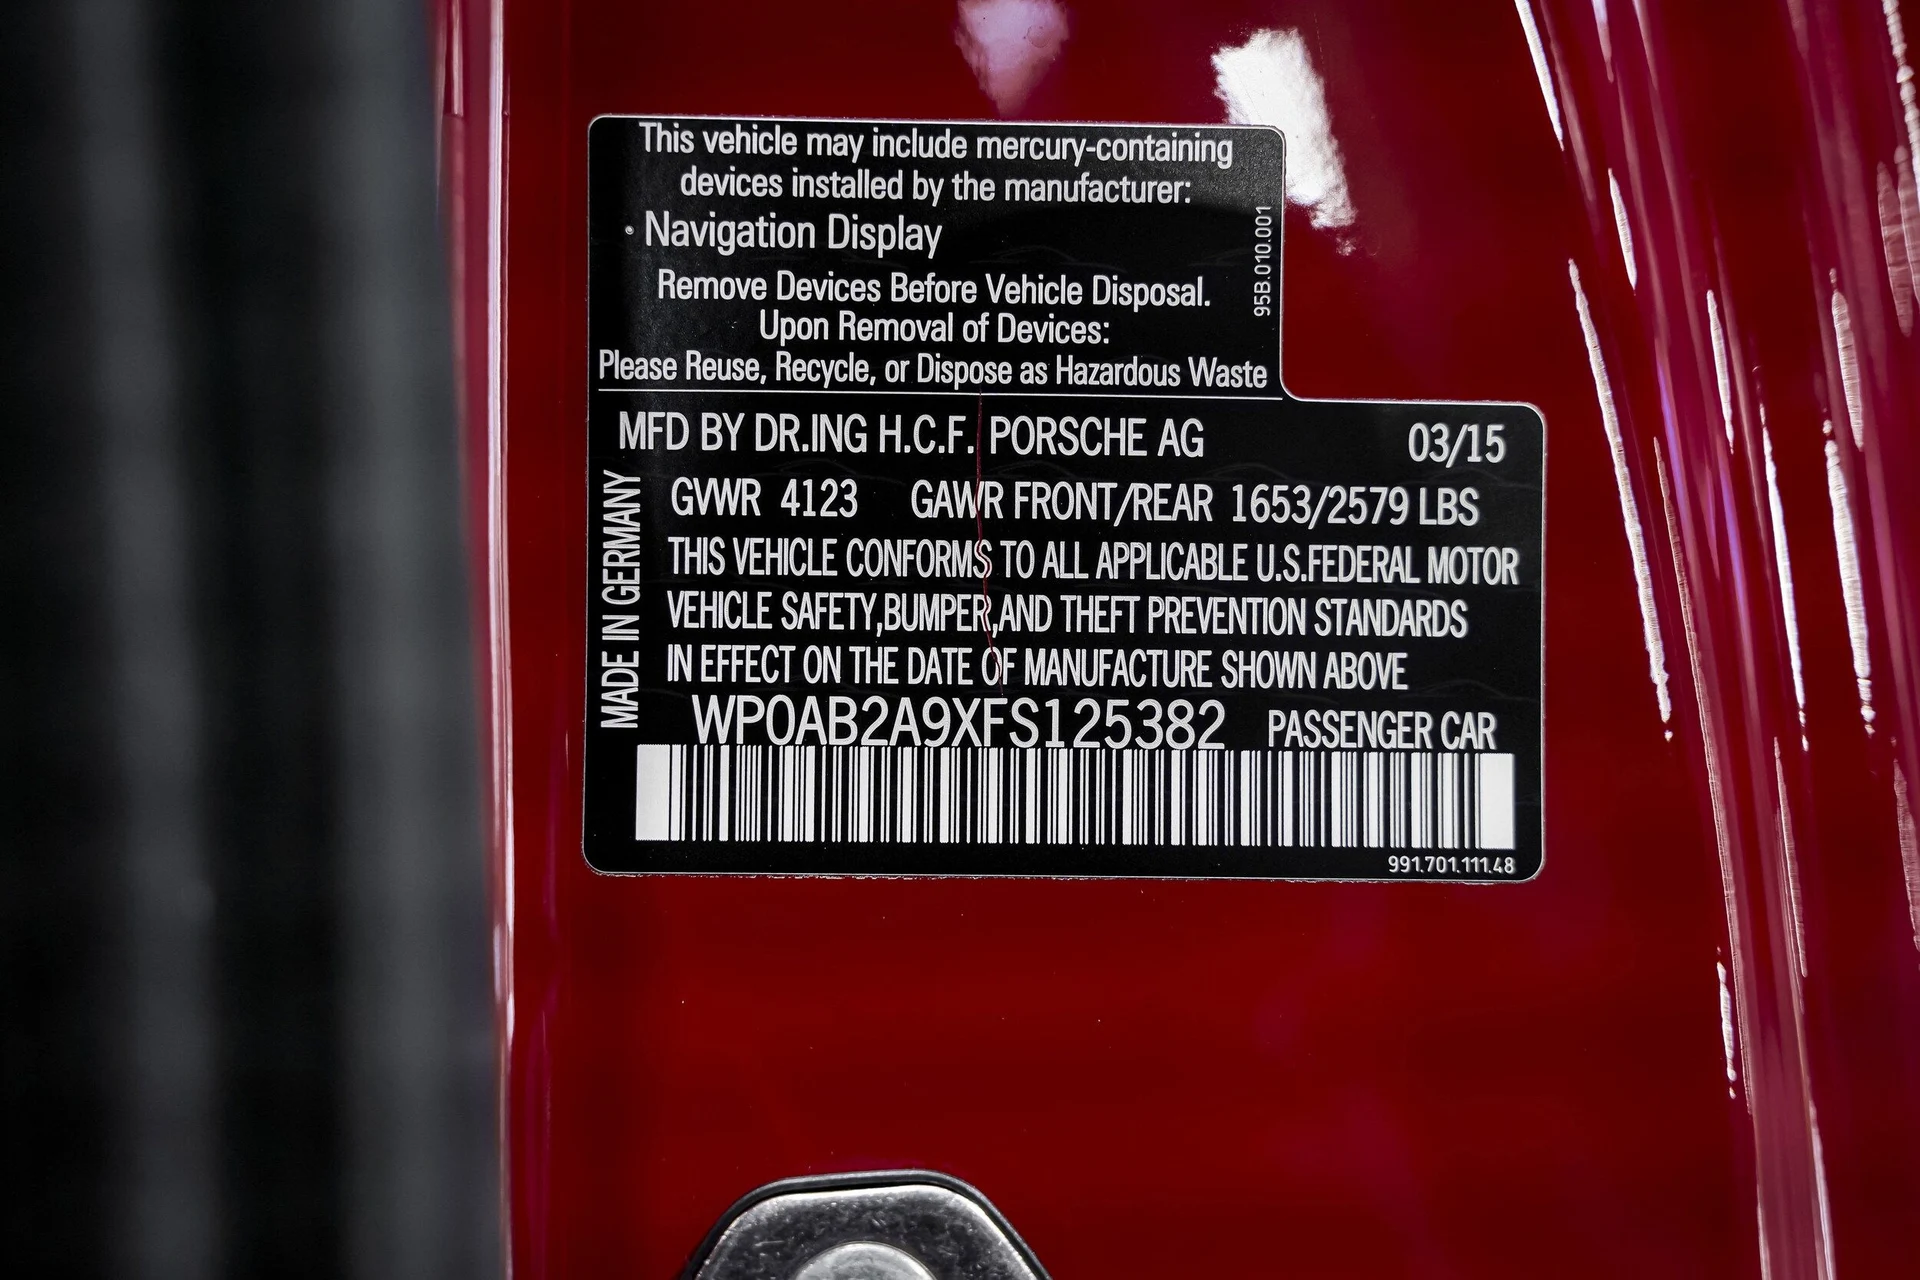 This vehicle may include mercury-containing
devices installed by the manufacturer:
• Navigation Display
Remove Devices Before Vehicle Disposal.
Upon Removal of Devices:
Please Reuse, Recycle, or Dispose as Hazardous Waste
95B.010.001
MFD BY DR.ING H.C.F. PORSCHE AG 03/15
GVWR 4123 GAWR FRONT/REAR 1653/2579 LBS
THIS VEHICLE CONFORMS TO ALL APPLICABLE U.S.FEDERAL MOTOR
VEHICLE SAFETY,BUMPER,AND THEFT PREVENTION STANDARDS
IN EFFECT ON THE DATE OF MANUFACTURE SHOWN ABOVE
MADE IN GERMANY
WP0AB2A9XFS125382 PASSENGER CAR
991.701.111.48